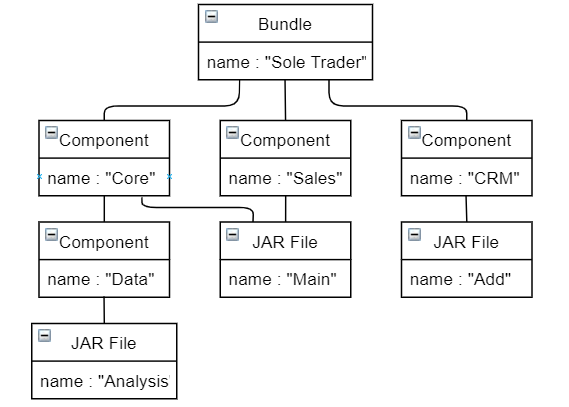 Bundle
name : "Sole Trader"
Component
name : "Core"
Component
name : "Sales"
Component
name : "CRM"
Component
name : "Data"
JAR File
name : "Main"
JAR File
name : "Add"
JAR File
name : "Analysis"